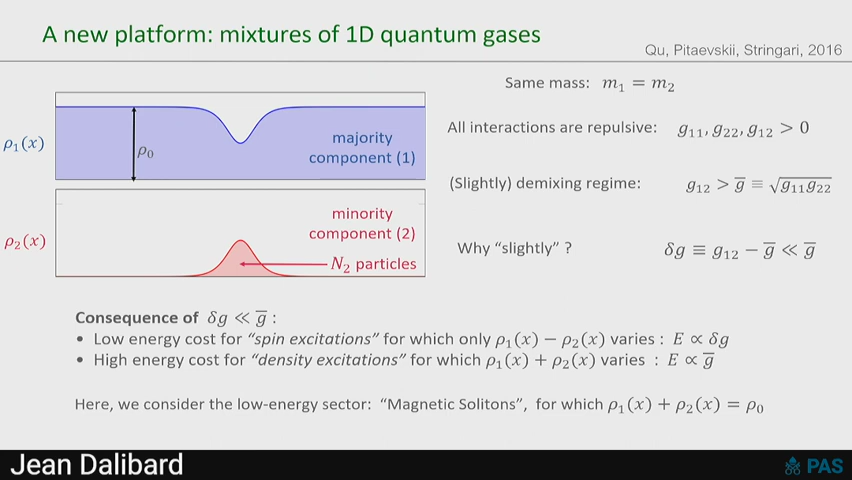 A new platform: mixtures of 1D quantum gases
Qu, Pitaevskii, Stringari, 2016
Same mass: m₁ = m₂
ρ₁(x)
ρ₀
majority
component (1)
All interactions are repulsive: g₁₁, g₂₂, g₁₂ > 0
(Slightly) demixing regime: g₁₂ > g̅ ≡ √g₁₁g₂₂
ρ₂(x)
minority
component (2)
N₂ particles
Why “slightly” ? δg ≡ g₁₂ − g̅ ≪ g̅
Consequence of δg ≪ g̅ :
• Low energy cost for “spin excitations” for which only ρ₁(x) − ρ₂(x) varies : E ∝ δg
• High energy cost for “density excitations” for which ρ₁(x) + ρ₂(x) varies : E ∝ g̅
Here, we consider the low-energy sector: “Magnetic Solitons”, for which ρ₁(x) + ρ₂(x) = ρ₀
Jean Dalibard
PAS